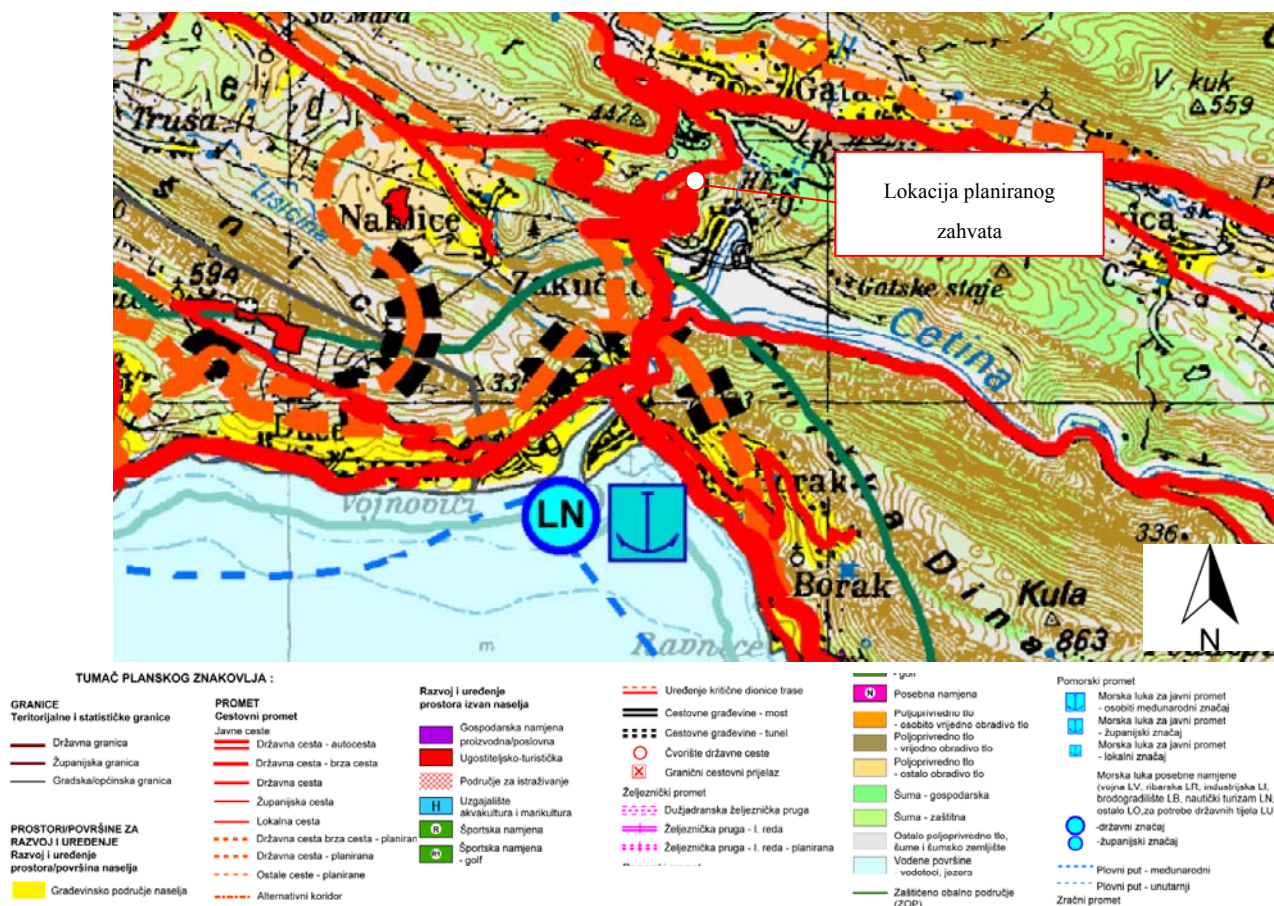 Sv. Mara
Gata
V. kuk
559
442
Truša
Lokacija planiranog
zahvata
Lisičina
Naklice
594
Zakučac
Gatske staje
Cetina
Duće
Vojnovići
LN
Borak
336
Dina
Kula
863
Ravnice
m
N
TUMAČ PLANSKOG ZNAKOVLJA :
GRANICE
Teritorijalne i statističke granice
Državna granica
Županijska granica
Gradska/općinska granica
PROSTORI/POVRŠINE ZA
RAZVOJ I UREĐENJE
Razvoj i uređenje
prostora/površina naselja
Građevinsko područje naselja
PROMET
Cestovni promet
Javne ceste
Državna cesta - autocesta
Državna cesta - brza cesta
Državna cesta
Županijska cesta
Lokalna cesta
Državna cesta brza cesta - planiran
Državna cesta - planirana
Ostale ceste - planirane
Alternativni koridor
Razvoj i uređenje
prostora izvan naselja
Gospodarska namjena
proizvodna/poslovna
Ugostiteljsko-turistička
Područje za istraživanje
H Uzgajalište
akvakultura i marikultura
R Športska namjena
R1 Športska namjena
- golf
Uređenje kritične dionice trase
Cestovne građevine - most
Cestovne građevine - tunel
Čvorište državne ceste
Granični cestovni prijelaz
Željeznički promet
Dužjadranska željeznička pruga
Željeznička pruga - I. reda
Željeznička pruga - I. reda - planirana
- golf
N Posebna namjena
Poljoprivredno tlo
- osobito vrijedno obradivo tlo
Poljoprivredno tlo
- vrijedno obradivo tlo
Poljoprivredno tlo
- ostalo obradivo tlo
Šuma - gospodarska
Šuma - zaštitna
Ostalo poljoprivredno tlo,
šume i šumsko zemljište
Vodene površine
- vodotoci, jezera
Zaštićeno obalno područje
(ZOP)
Pomorski promet
Morska luka za javni promet
- osobiti međunarodni značaj
Morska luka za javni promet
- županijski značaj
Morska luka za javni promet
- lokalni značaj
Morska luka posebne namjene
(vojna LV, ribarska LR, industrijska LI,
brodogradilište LB, nautički turizam LN,
ostalo LO,za potrebe državnih tijela LU
-državni značaj
-županijski značaj
Plovni put - međunarodni
Plovni put - unutarnji
Zračni promet